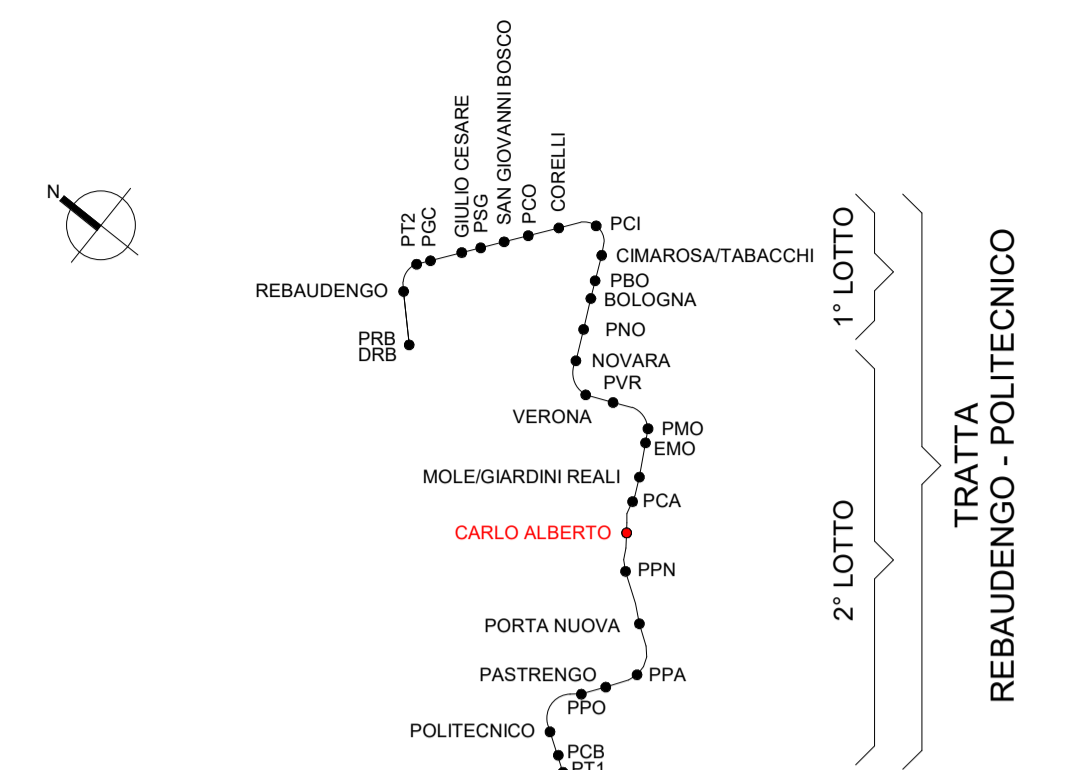 N
PT2
PGC
GIULIO CESARE
PSG
SAN GIOVANNI BOSCO
PCO
CORELLI
PCI
CIMAROSA/TABACCHI
REBAUDENGO
PBO
BOLOGNA
PRB
DRB
PNO
NOVARA
PVR
VERONA
PMO
EMO
MOLE/GIARDINI REALI
PCA
CARLO ALBERTO
PPN
PORTA NUOVA
PASTRENGO
PPA
PPO
POLITECNICO
PCB
PT1
1° LOTTO
2° LOTTO
TRATTA
REBAUDENGO - POLITECNICO